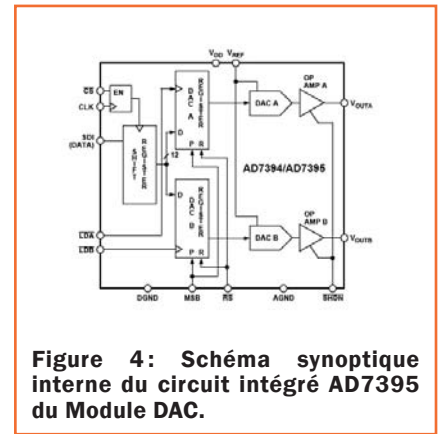 VDD VREF
CS
CLK
EN
SDI
(DATA)
SHIFT
REGISTER
12
D
DAC
A
REGISTER
P R
DAC A
OP
AMP A
VOUTA
AD7394/AD7395
D
DAC
B
REGISTER
P R
DAC B
OP
AMP B
VOUTB
LDA
LDB
DGND MSB RS AGND SHDN
Figure 4: Schéma synoptique
interne du circuit intégré AD7395
du Module DAC.